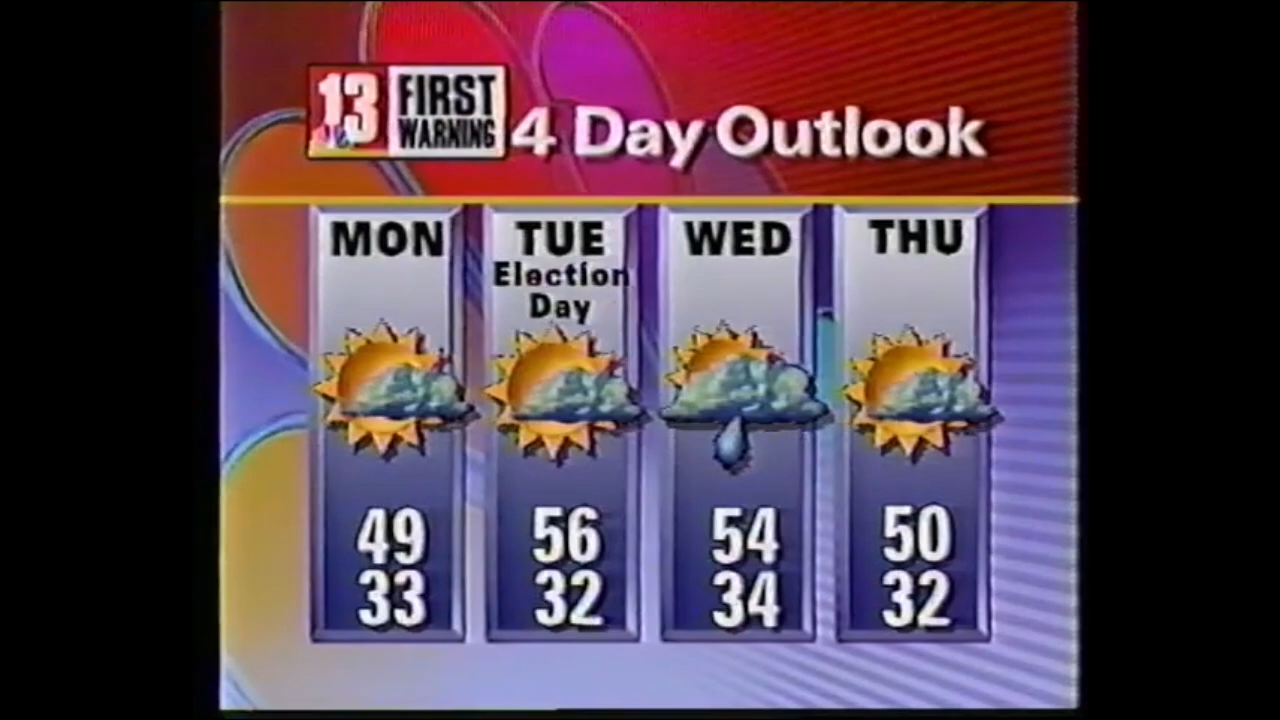 13 FIRST WARNING 4 Day Outlook
MON TUE WED THU
Election Day
49 56 54 50
33 32 34 32